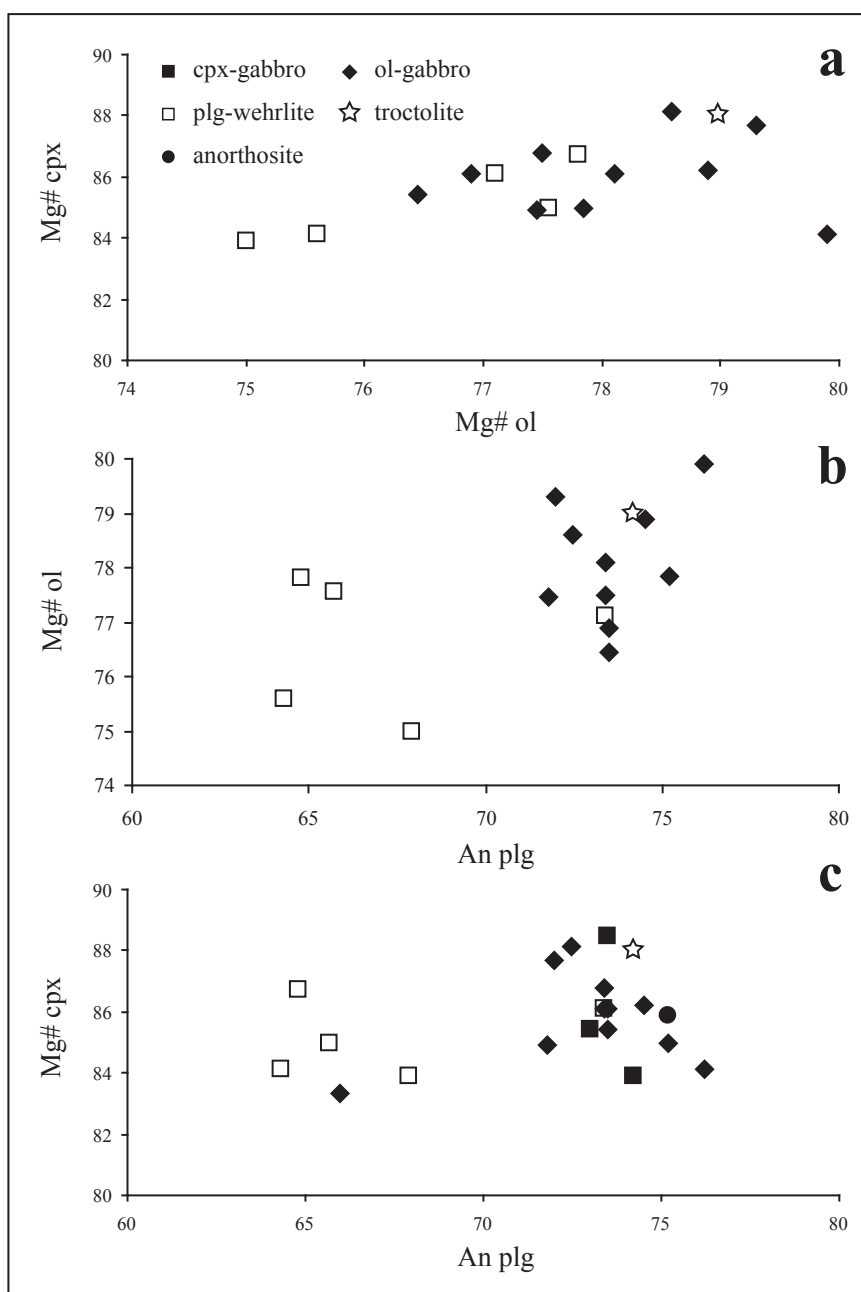 a
90
cpx-gabbro ol-gabbro
88
plg-wehrlite troctolite
anorthosite
86
84
82
80
Mg# cpx
74 75 76 77 78 79 80
Mg# ol
b
80
79
78
77
76
75
74
Mg# ol
60 65 70 75 80
An plg
c
90
88
86
84
82
80
Mg# cpx
60 65 70 75 80
An plg